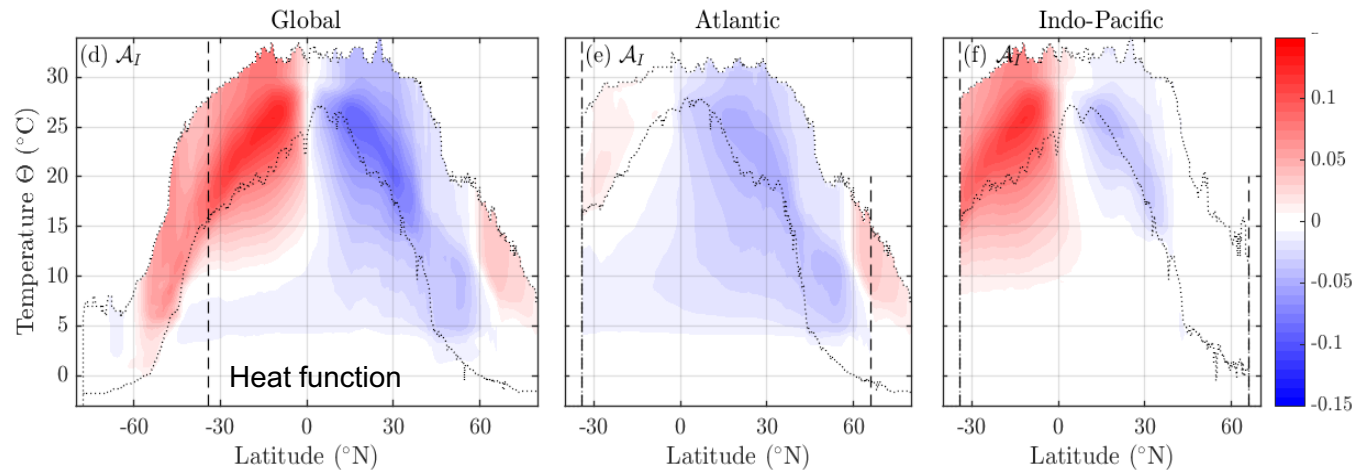 Global
Atlantic
Indo-Pacific
(d) 𝒜_I
(e) 𝒜_I
(f) 𝒜_I
Temperature Θ (°C)
30
25
20
15
10
5
0
Heat function
-60
-30
0
30
60
-30
0
30
60
-30
0
30
60
Latitude (°N)
Latitude (°N)
Latitude (°N)
0.1
0.05
0
-0.05
-0.1
-0.15